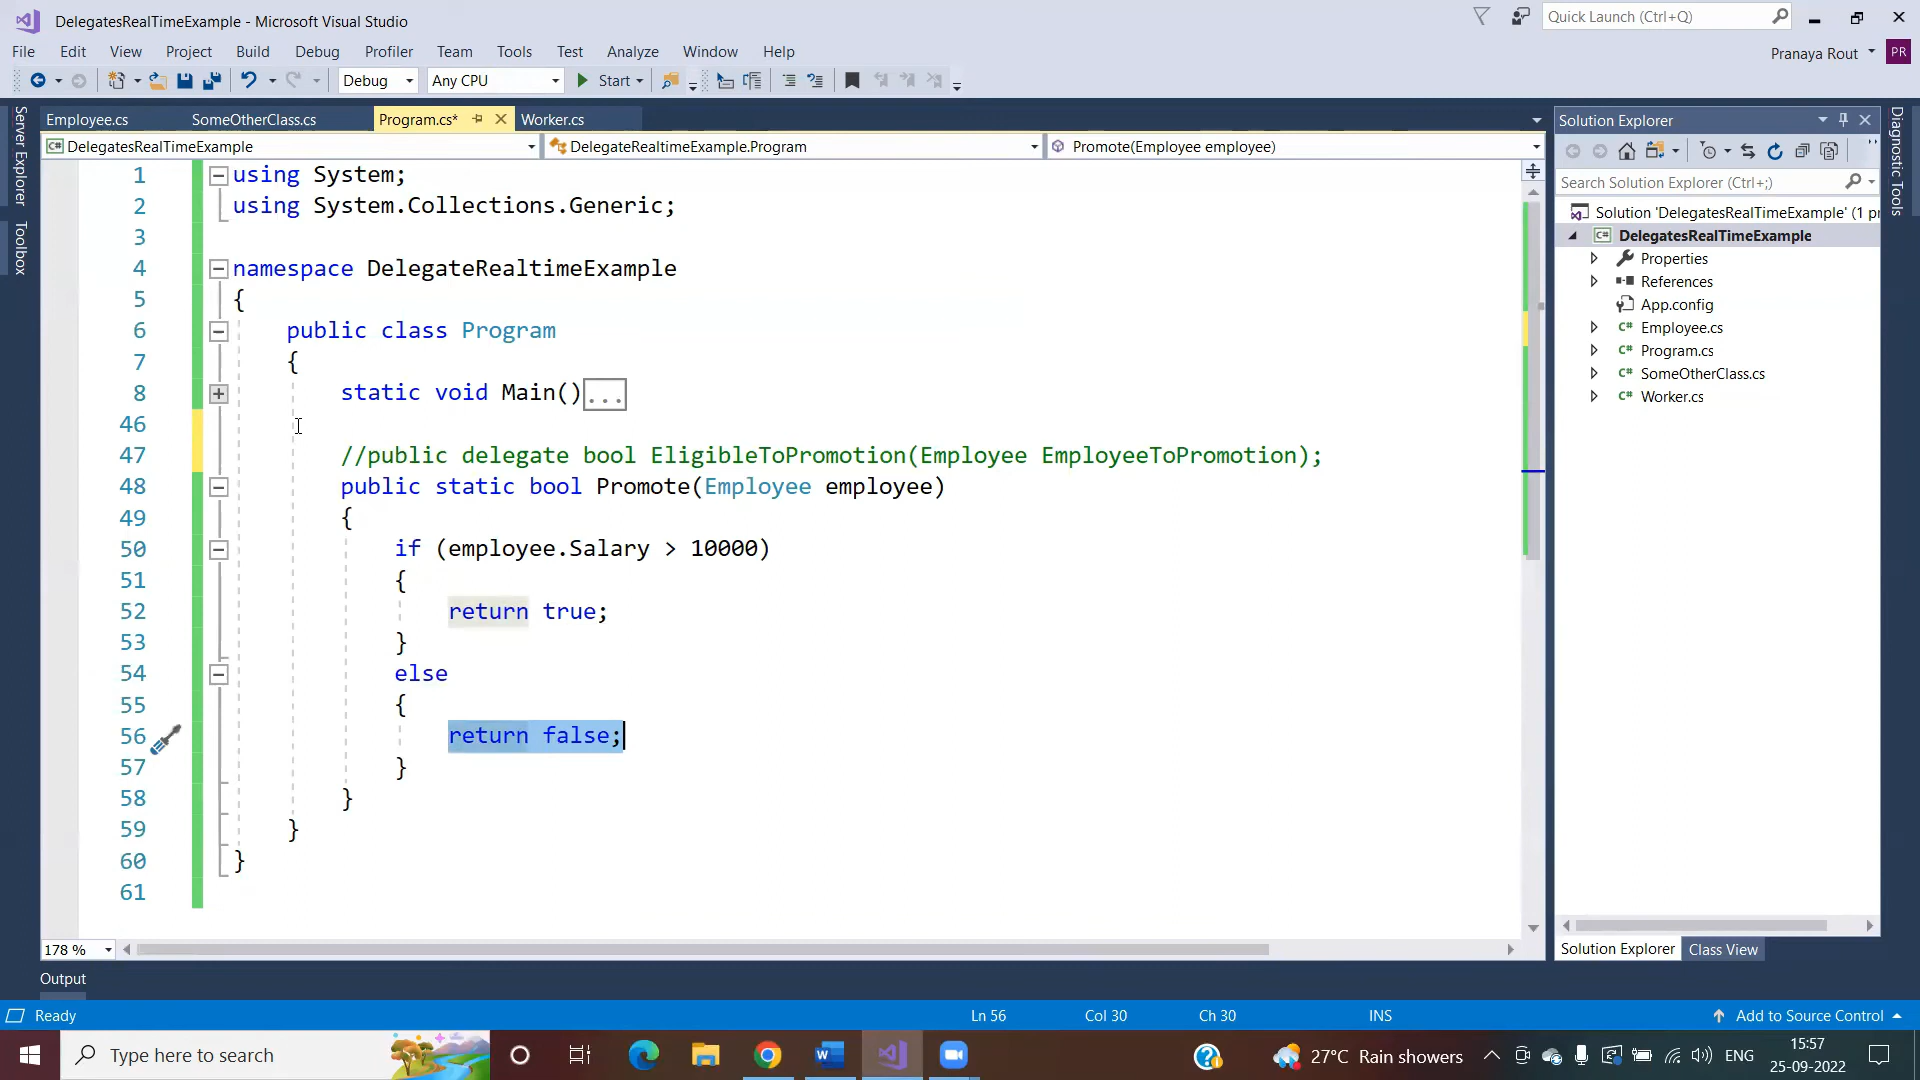 DelegatesRealTimeExample - Microsoft Visual Studio
Quick Launch (Ctrl+Q)
File Edit View Project Build Debug Profiler Team Tools Test Analyze Window Help
Pranaya Rout PR
Debug Any CPU Start
Server Explorer
Toolbox
Employee.cs SomeOtherClass.cs Program.cs* Worker.cs
DelegatesRealTimeExample DelegateRealtimeExample.Program Promote(Employee employee)
1 using System;
2 using System.Collections.Generic;
3
4 namespace DelegateRealtimeExample
5 {
6 public class Program
7 {
8 static void Main()...
46
47 //public delegate bool EligibleToPromotion(Employee EmployeeToPromotion);
48 public static bool Promote(Employee employee)
49 {
50 if (employee.Salary > 10000)
51 {
52 return true;
53 }
54 else
55 {
56 return false;
57 }
58 }
59 }
60 }
61
178 %
Output
Solution Explorer
Search Solution Explorer (Ctrl+;)
Solution 'DelegatesRealTimeExample' (1 pr
DelegatesRealTimeExample
Properties
References
App.config
C# Employee.cs
C# Program.cs
C# SomeOtherClass.cs
C# Worker.cs
Solution Explorer Class View
Diagnostic Tools
Ready Ln 56 Col 30 Ch 30 INS Add to Source Control
Type here to search
27°C Rain showers ENG
15:57
25-09-2022